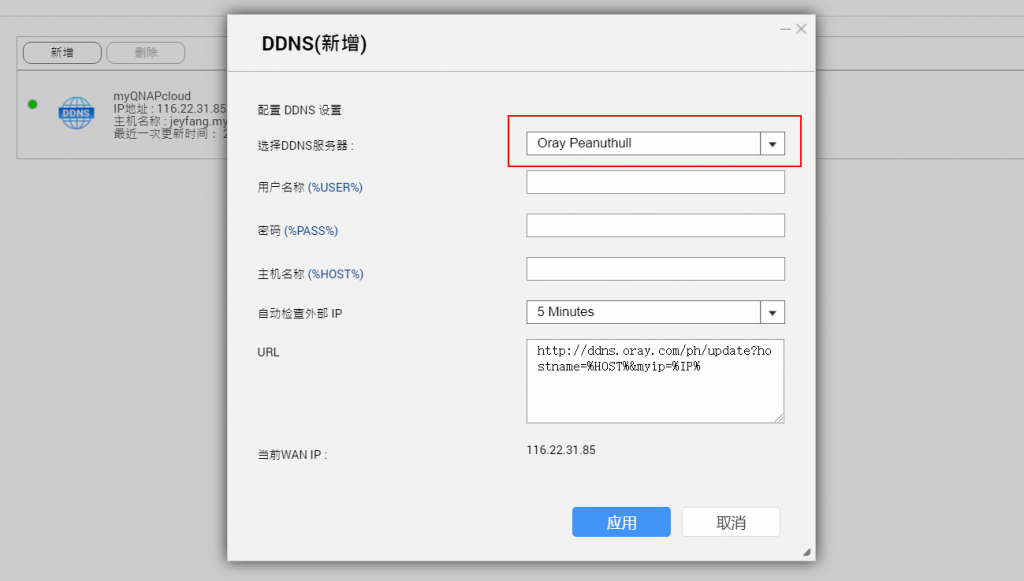 新增
删除
DDNS
myQNAPcloud
IP地址 : 116.22.31.85
主机名称 : jeyfang.my
最近一次更新时间 : 2
DDNS(新增)
配置 DDNS 设置
选择DDNS服务器 :
Oray Peanuthull
用户名称 (%USER%)
密码 (%PASS%)
主机名称 (%HOST%)
自动检查外部 IP
5 Minutes
URL
http://ddns.oray.com/ph/update?ho
stname=%HOST%&myip=%IP%
当前WAN IP :
116.22.31.85
应用
取消